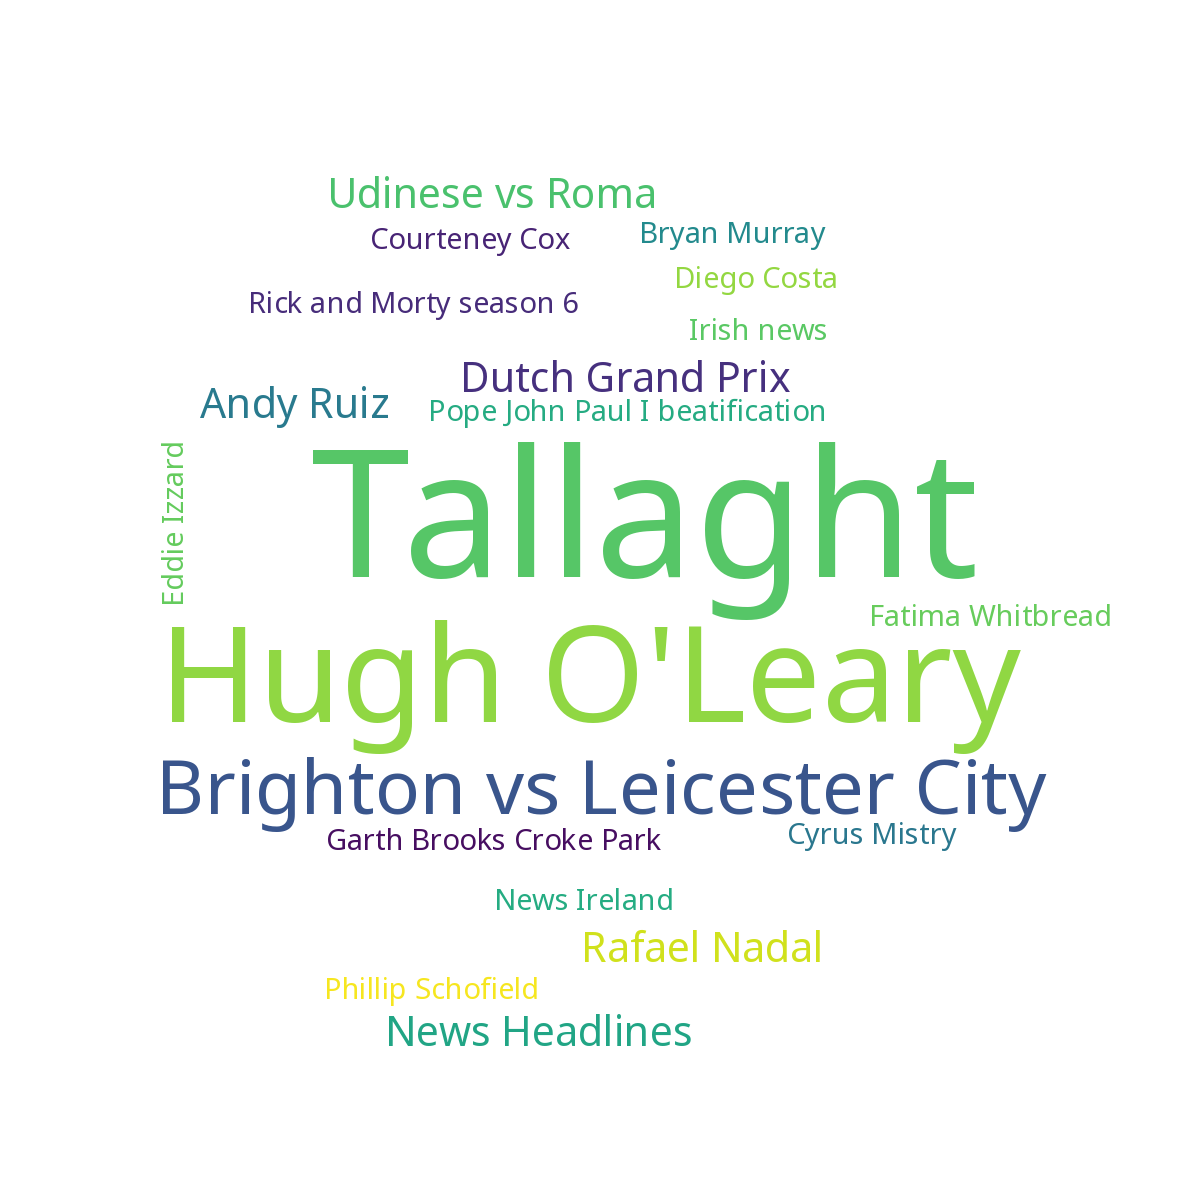 Udinese vs Roma
Courteney Cox
Bryan Murray
Diego Costa
Rick and Morty season 6
Irish news
Dutch Grand Prix
Andy Ruiz
Pope John Paul I beatification
Eddie Izzard
Tallaght
Fatima Whitbread
Hugh O'Leary
Brighton vs Leicester City
Garth Brooks Croke Park
Cyrus Mistry
News Ireland
Rafael Nadal
Phillip Schofield
News Headlines